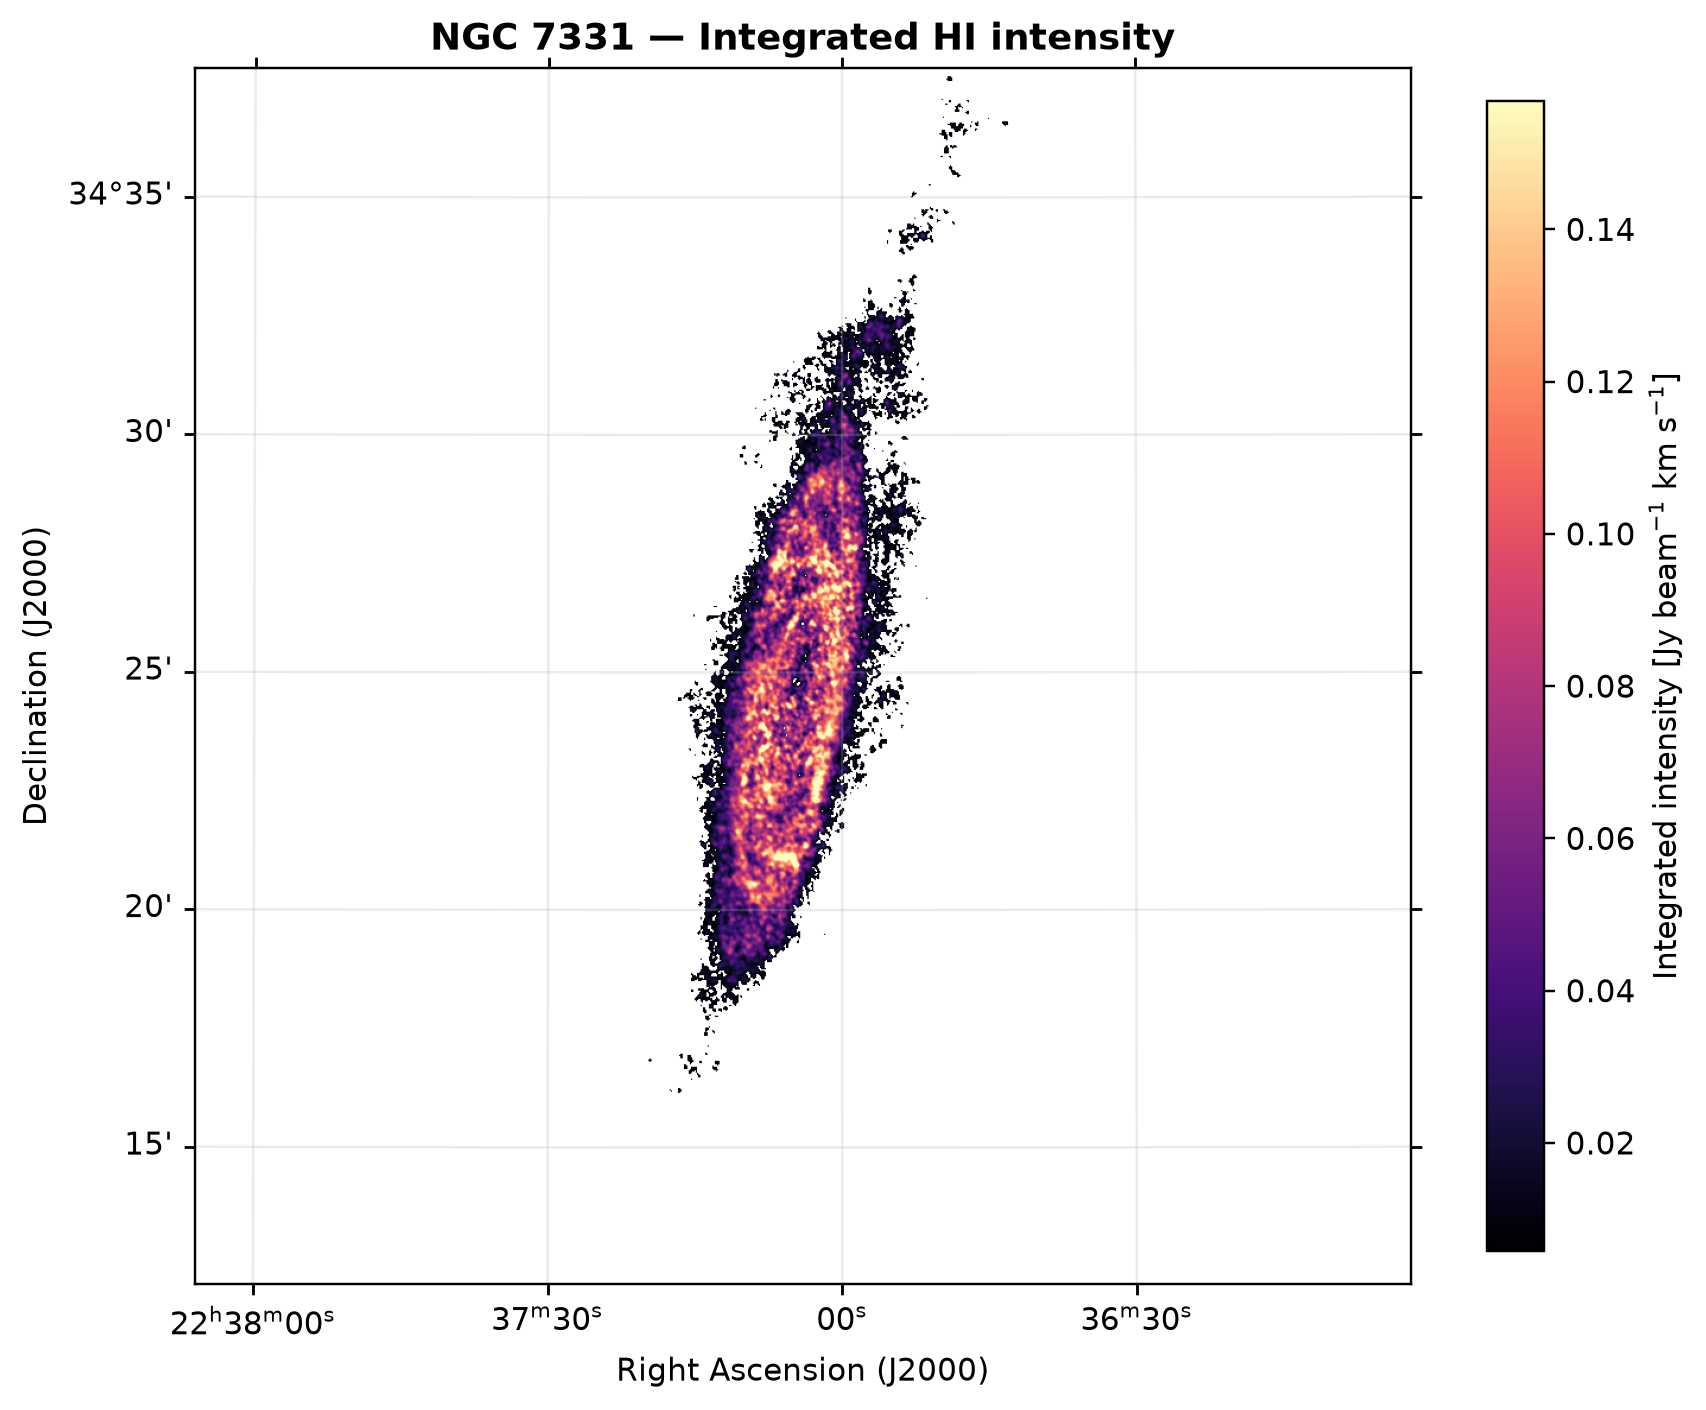 NGC 7331 — Integrated HI intensity
34°35'
30'
25'
20'
15'
Declination (J2000)
22ʰ38ᵐ00ˢ
37ᵐ30ˢ
00ˢ
36ᵐ30ˢ
Right Ascension (J2000)
0.14
0.12
0.10
0.08
0.06
0.04
0.02
Integrated intensity [Jy beam⁻¹ km s⁻¹]